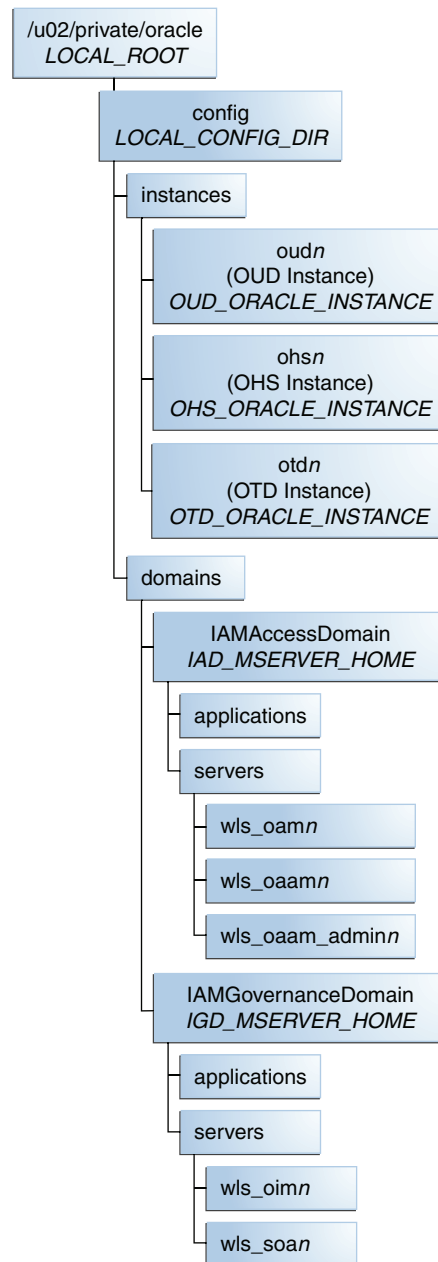 /u02/private/oracle
LOCAL_ROOT
config
LOCAL_CONFIG_DIR
instances
oudn
(OUD Instance)
OUD_ORACLE_INSTANCE
ohsn
(OHS Instance)
OHS_ORACLE_INSTANCE
otdn
(OTD Instance)
OTD_ORACLE_INSTANCE
domains
IAMAccessDomain
IAD_MSERVER_HOME
applications
servers
wls_oamn
wls_oaamn
wls_oaam_adminn
IAMGovernanceDomain
IGD_MSERVER_HOME
applications
servers
wls_oimn
wls_soan